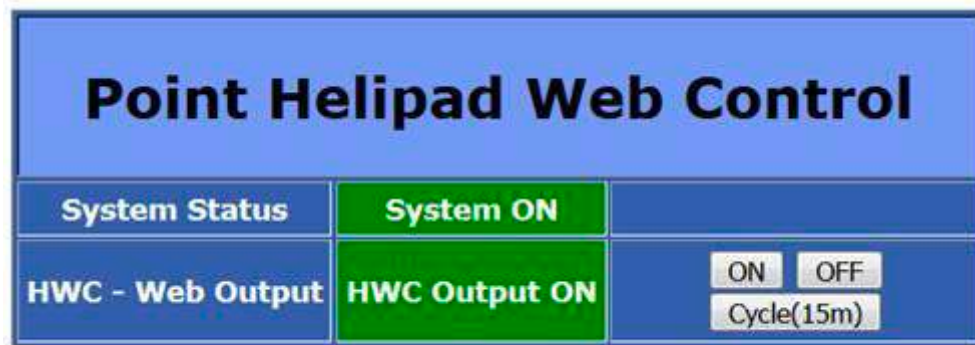 Point Helipad Web Control
System Status System ON
HWC - Web Output HWC Output ON ON OFF
Cycle(15m)